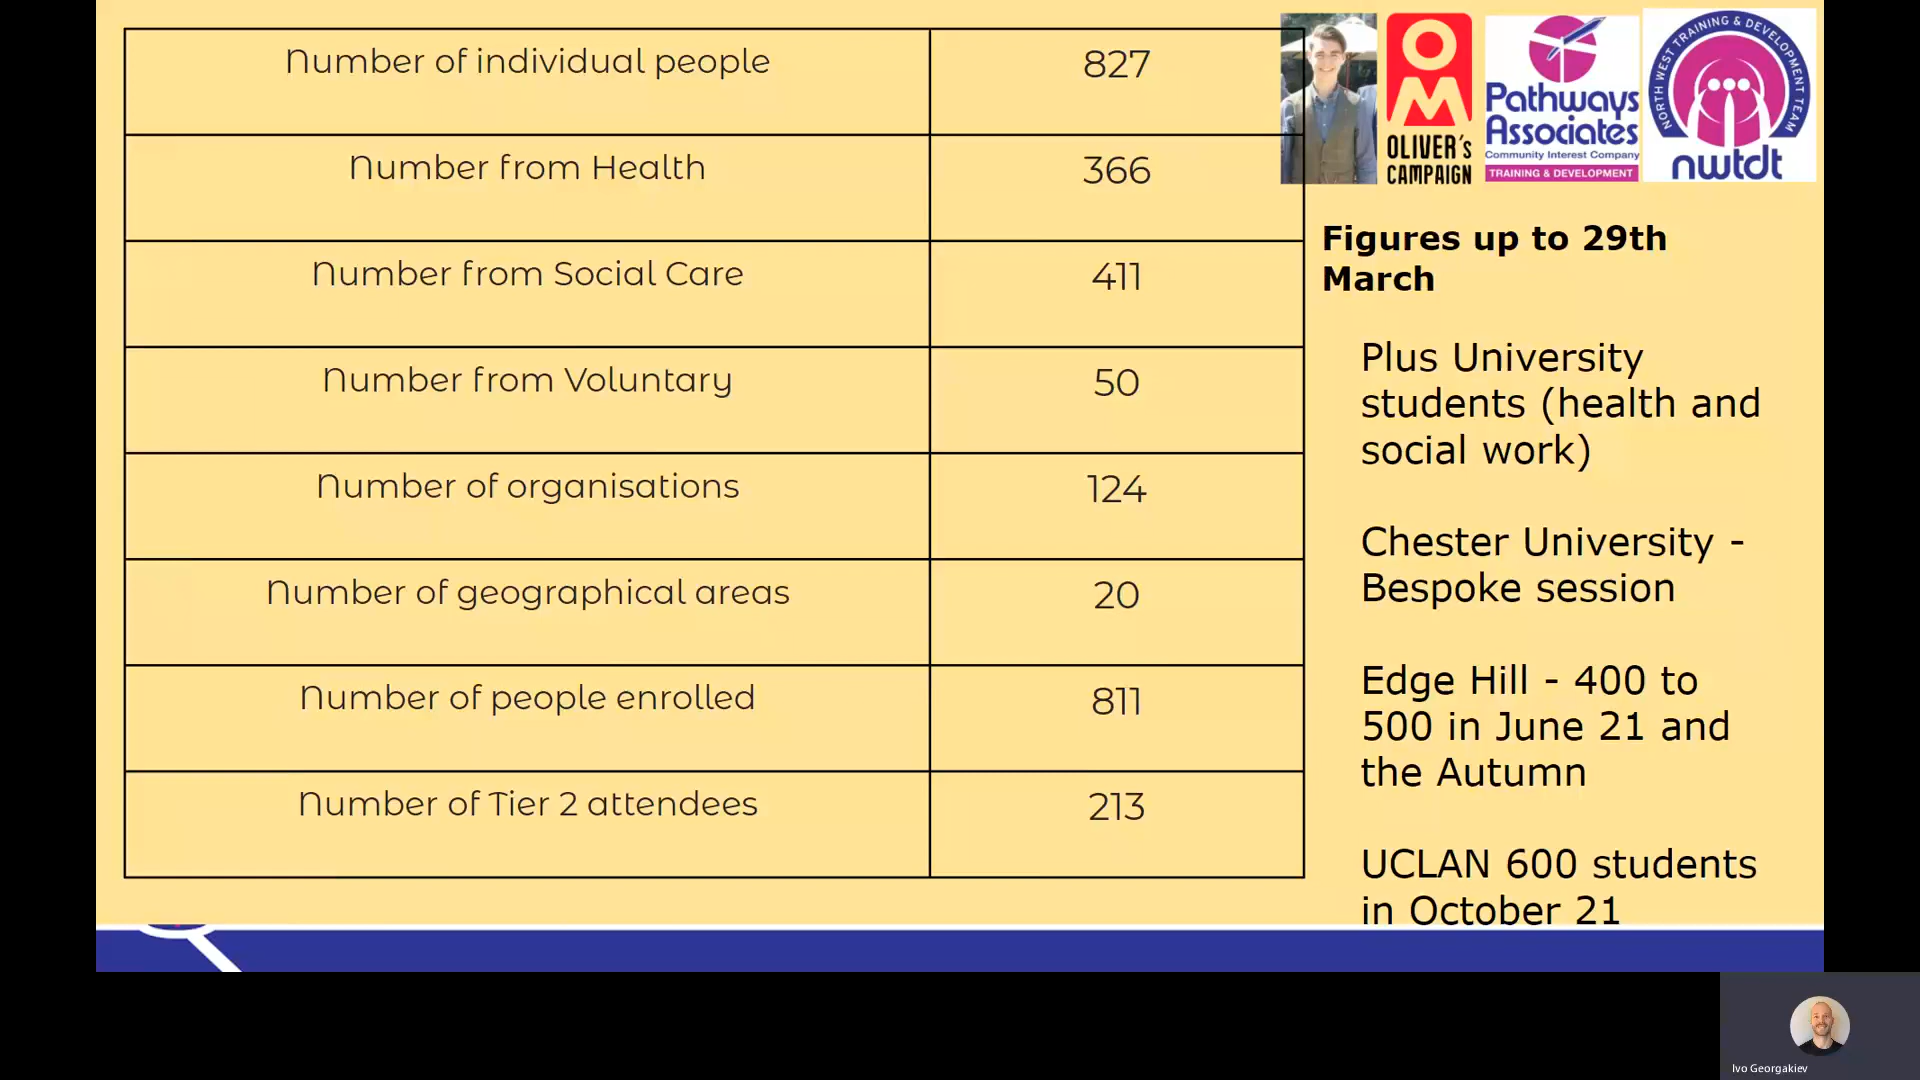 Number of individual people 827
Number from Health 366
Number from Social Care 411
Number from Voluntary 50
Number of organisations 124
Number of geographical areas 20
Number of people enrolled 811
Number of Tier 2 attendees 213
OM
OLIVER's
CAMPAIGN
Pathways
Associates
Community Interest Company
TRAINING & DEVELOPMENT
NORTH WEST TRAINING & DEVELOPMENT TEAM
nwtdt
Figures up to 29th
March
Plus University
students (health and
social work)
Chester University -
Bespoke session
Edge Hill - 400 to
500 in June 21 and
the Autumn
UCLAN 600 students
in October 21
Ivo Georgakiev